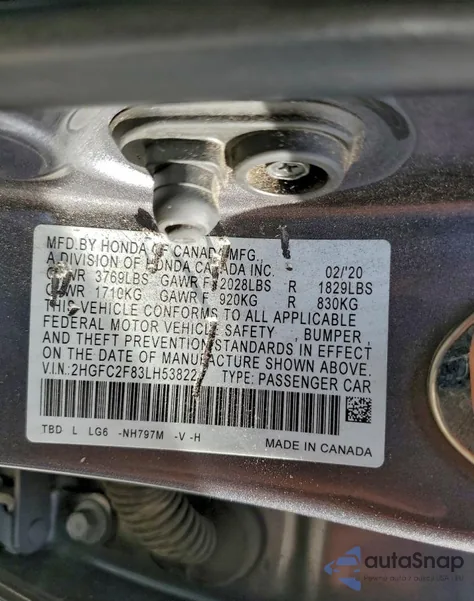 MFD.BY HONDA OF CANADA MFG.,
A DIVISION OF HONDA CANADA INC. 02/'20
GVWR 3769LBS GAWR F 2028LBS R 1829LBS
GVWR 1710KG GAWR F 920KG R 830KG
THIS VEHICLE CONFORMS TO ALL APPLICABLE
FEDERAL MOTOR VEHICLE SAFETY , BUMPER,
AND THEFT PREVENTION STANDARDS IN EFFECT
ON THE DATE OF MANUFACTURE SHOWN ABOVE.
V.I.N.:2HGFC2F83LH53822 TYPE: PASSENGER CAR
TBD L LG6 -NH797M -V -H
MADE IN CANADA
autoSnap